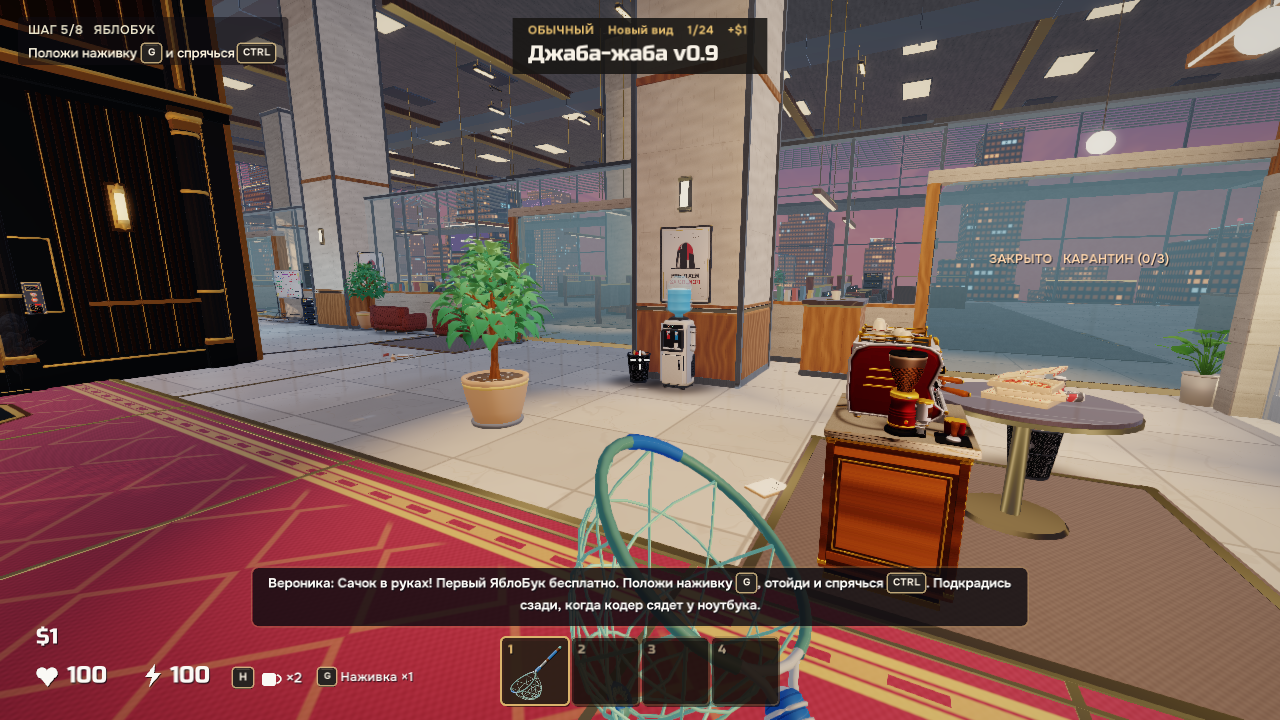 ШАГ 5/8 ЯБЛОБУК
Положи наживку G и спрячься CTRL
ОБЫЧНЫЙ Новый вид 1/24 +$1
Джаба-жаба v0.9
ЗАКРЫТО КАРАНТИН (0/3)
Вероника: Сачок в руках! Первый ЯблоБук бесплатно. Положи наживку G, отойди и спрячься CTRL. Подкрадись
сзади, когда кодер сядет у ноутбука.
$1
100 100 H ×2 G Наживка ×1
1 2 3 4